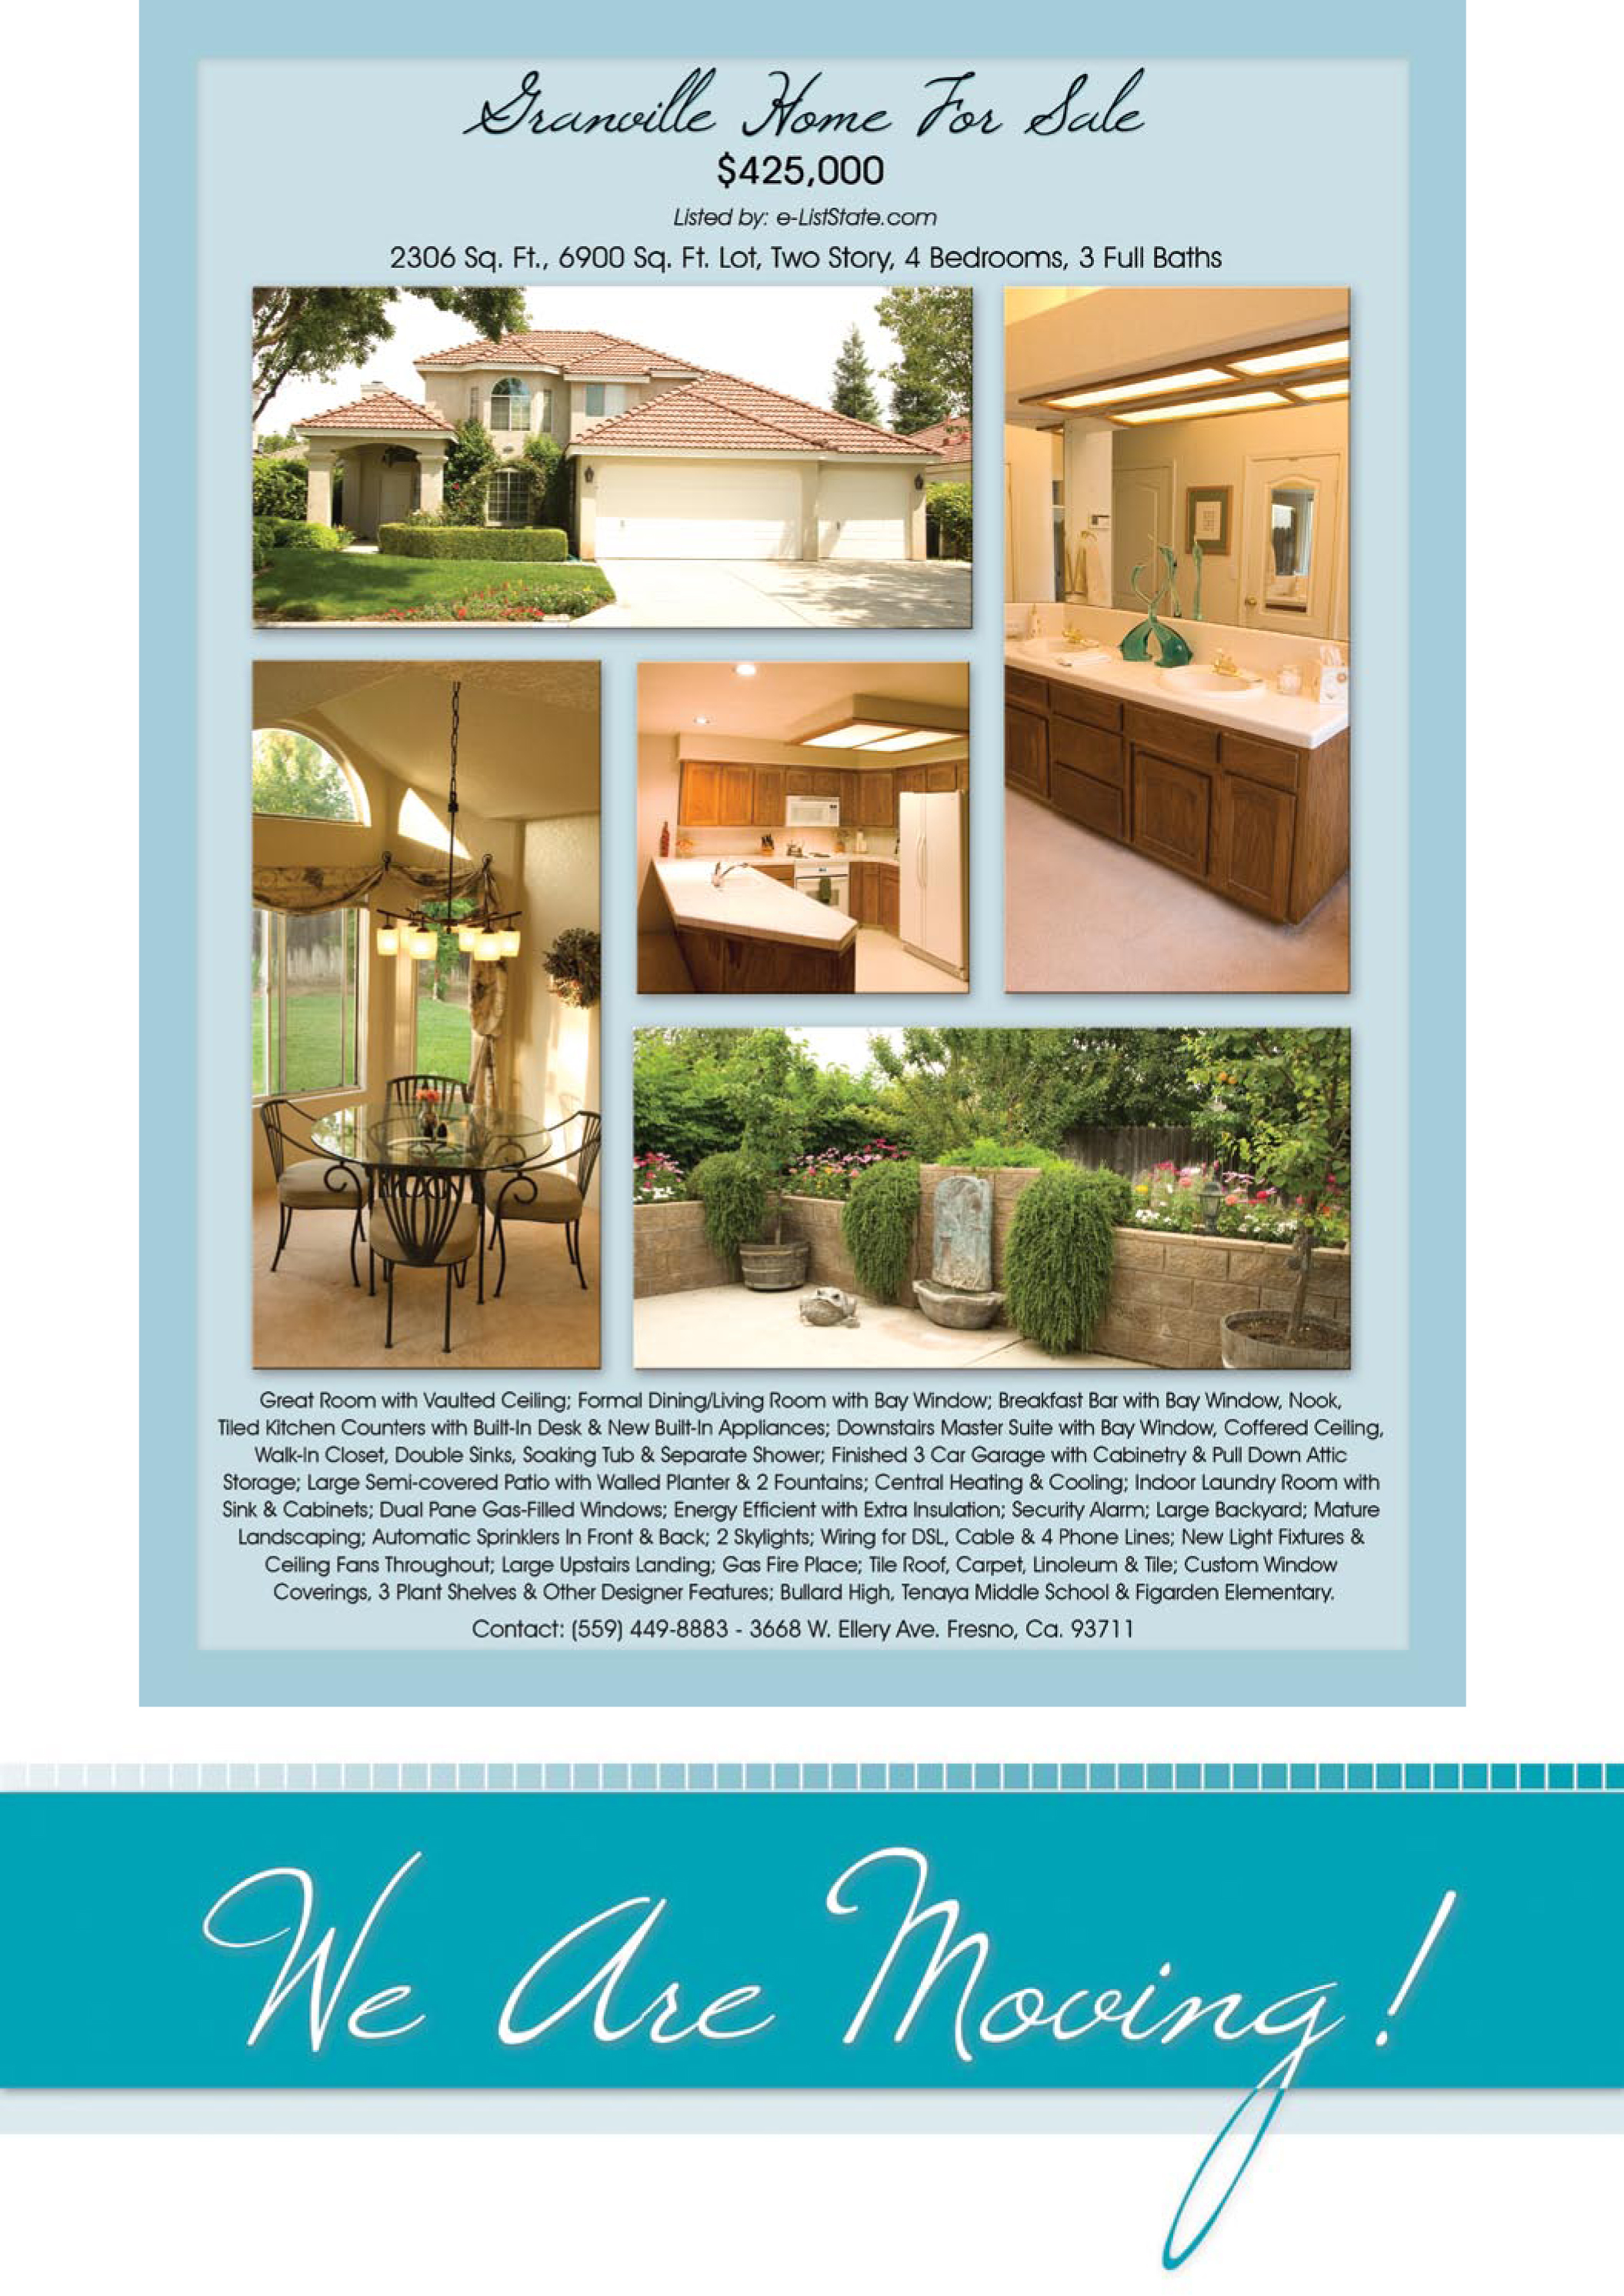 Granville Home For Sale
$425,000
Listed by: e-ListState.com
2306 Sq. Ft., 6900 Sq. Ft. Lot, Two Story, 4 Bedrooms, 3 Full Baths
Great Room with Vaulted Ceiling; Formal Dining/Living Room with Bay Window; Breakfast Bar with Bay Window, Nook,
Tiled Kitchen Counters with Built-In Desk & New Built-In Appliances; Downstairs Master Suite with Bay Window, Coffered Ceiling,
Walk-In Closet, Double Sinks, Soaking Tub & Separate Shower; Finished 3 Car Garage with Cabinetry & Pull Down Attic
Storage; Large Semi-covered Patio with Walled Planter & 2 Fountains; Central Heating & Cooling; Indoor Laundry Room with
Sink & Cabinets; Dual Pane Gas-Filled Windows; Energy Efficient with Extra Insulation; Security Alarm; Large Backyard; Mature
Landscaping; Automatic Sprinklers In Front & Back; 2 Skylights; Wiring for DSL, Cable & 4 Phone Lines; New Light Fixtures &
Ceiling Fans Throughout; Large Upstairs Landing; Gas Fire Place; Tile Roof, Carpet, Linoleum & Tile; Custom Window
Coverings, 3 Plant Shelves & Other Designer Features; Bullard High, Tenaya Middle School & Figarden Elementary.
Contact: (559) 449-8883 - 3668 W. Ellery Ave. Fresno, Ca. 93711
We Are Moving!